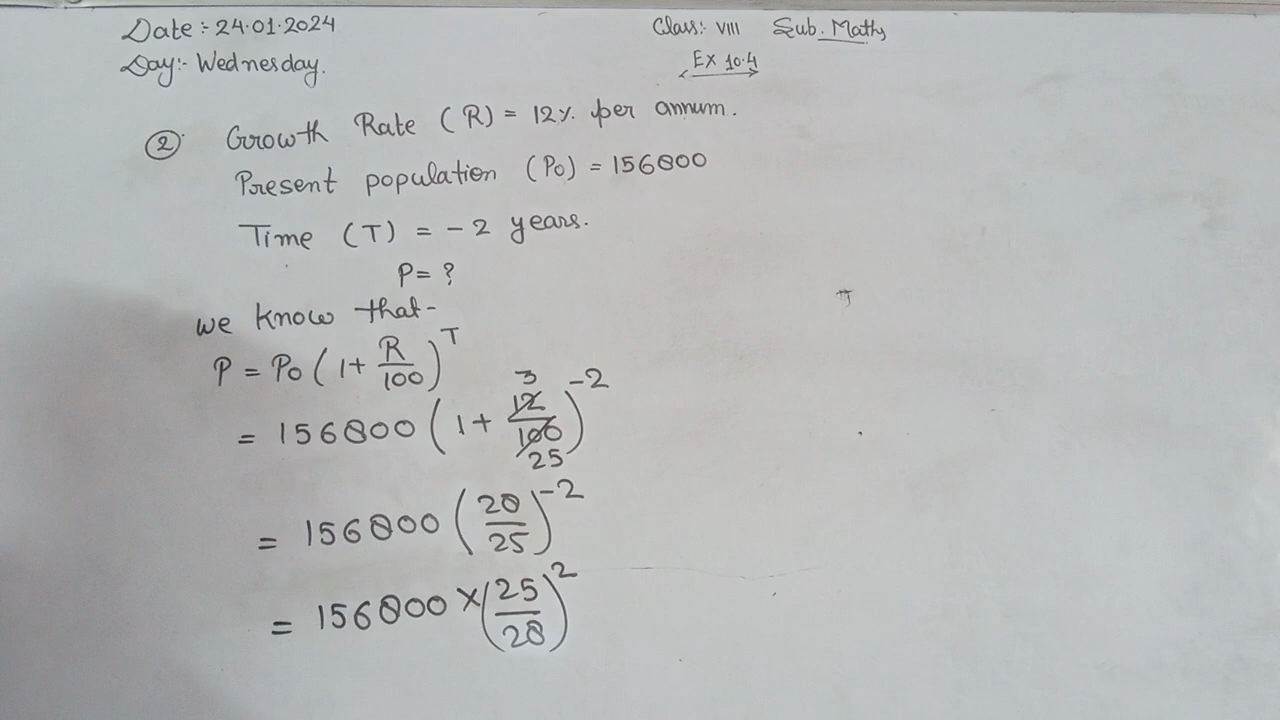 Date:- 24.01.2024
Class:- VIII Sub. Maths
Day:- Wednesday.
Ex 10.4
② Growth Rate (R) = 12% per annum.
Present population (P0) = 156800
Time (T) = -2 years.
P = ?
we know that-
P = P0 (1 + R/100)^T
= 156800 (1 + 12/100)^-2 3 25
= 156800 (28/25)^-2
= 156800 × (25/28)^2